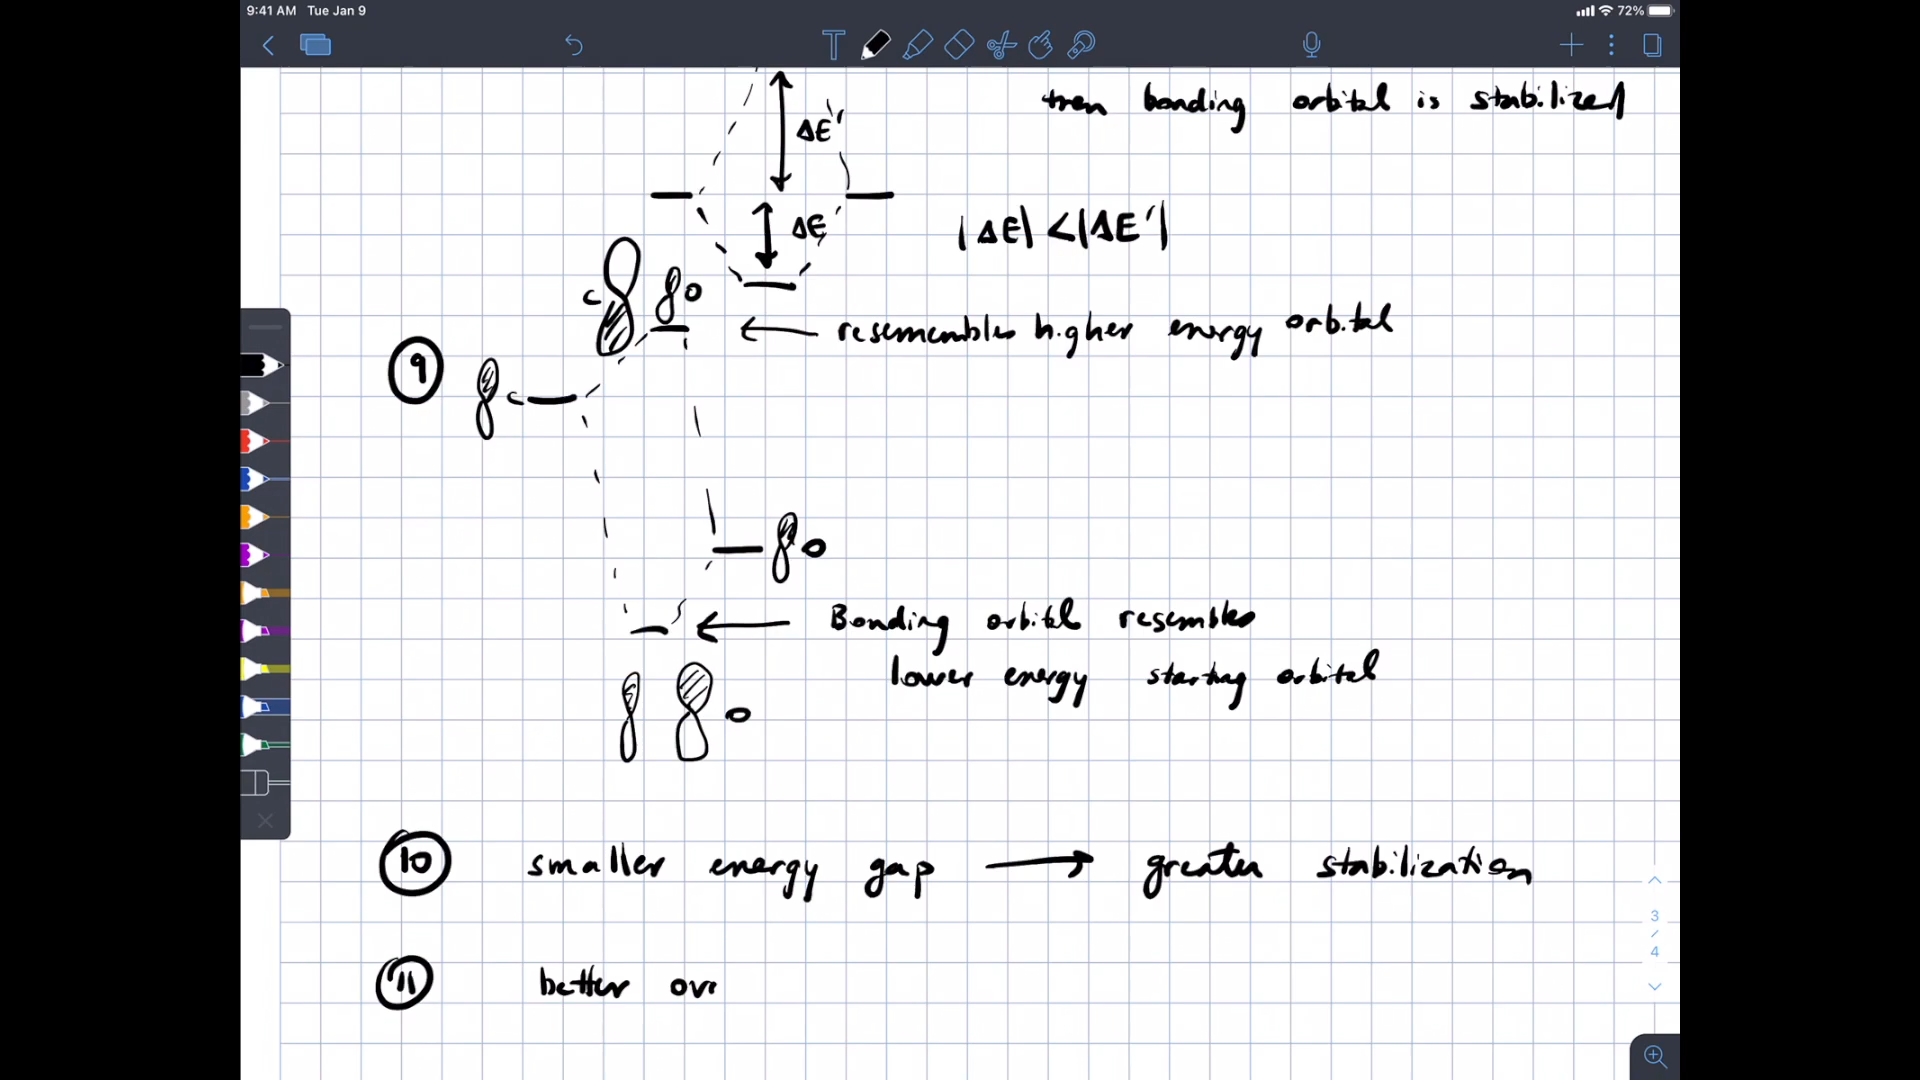 9:41 AM Tue Jan 9
72%
T
then bonding orbital is stabilized
ΔE'
ΔE
|ΔE| < |ΔE'|
c
o
resemembles higher energy orbital
9
c
o
Bonding orbital resembles
lower energy starting orbital
o
10 smaller energy gap → greater stabilization
3
/
4
11 better ove